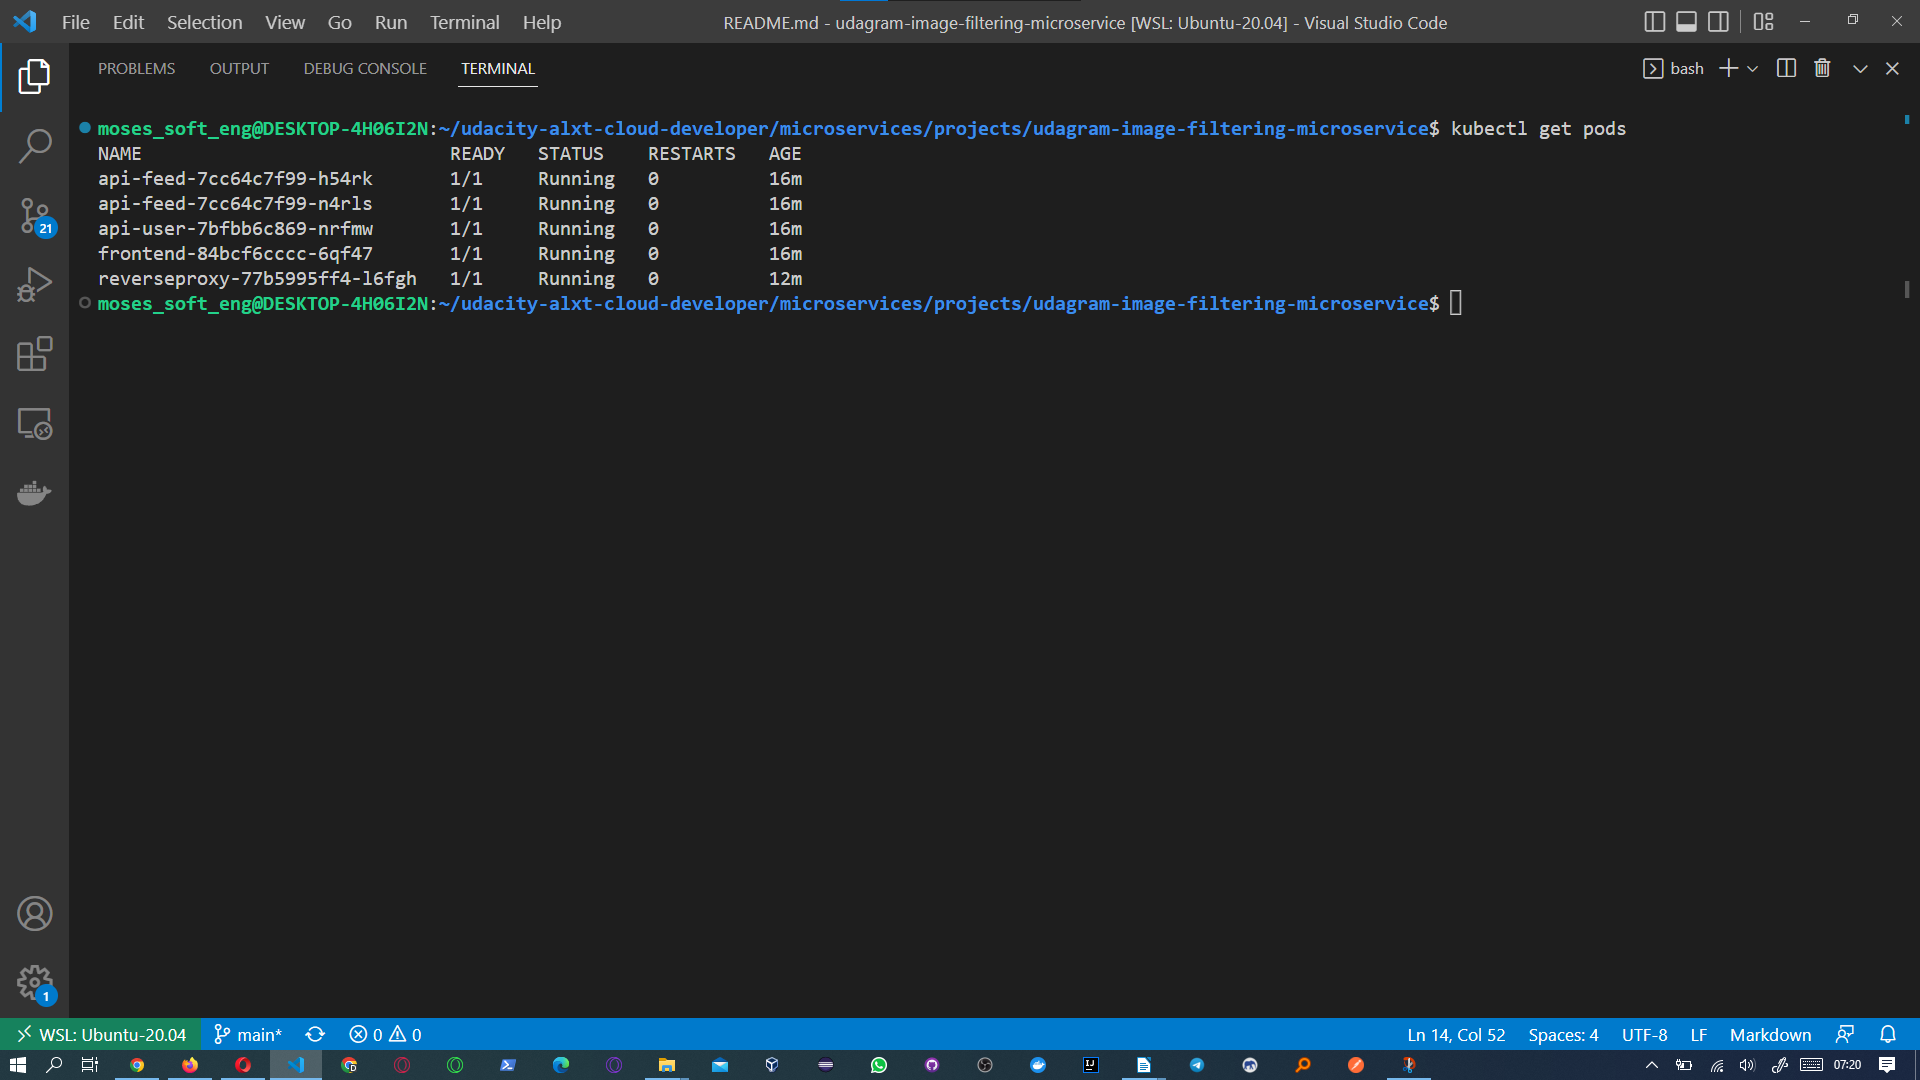 File Edit Selection View Go Run Terminal Help README.md - udagram-image-filtering-microservice [WSL: Ubuntu-20.04] - Visual Studio Code
PROBLEMS OUTPUT DEBUG CONSOLE TERMINAL bash
moses_soft_eng@DESKTOP-4H06I2N:~/udacity-alxt-cloud-developer/microservices/projects/udagram-image-filtering-microservice$ kubectl get pods
NAME READY STATUS RESTARTS AGE
api-feed-7cc64c7f99-h54rk 1/1 Running 0 16m
api-feed-7cc64c7f99-n4rls 1/1 Running 0 16m
api-user-7bfbb6c869-nrfmw 1/1 Running 0 16m
frontend-84bcf6cccc-6qf47 1/1 Running 0 16m
reverseproxy-77b5995ff4-l6fgh 1/1 Running 0 12m
moses_soft_eng@DESKTOP-4H06I2N:~/udacity-alxt-cloud-developer/microservices/projects/udagram-image-filtering-microservice$
21
1
WSL: Ubuntu-20.04 main* 0 0 Ln 14, Col 52 Spaces: 4 UTF-8 LF Markdown
07:20